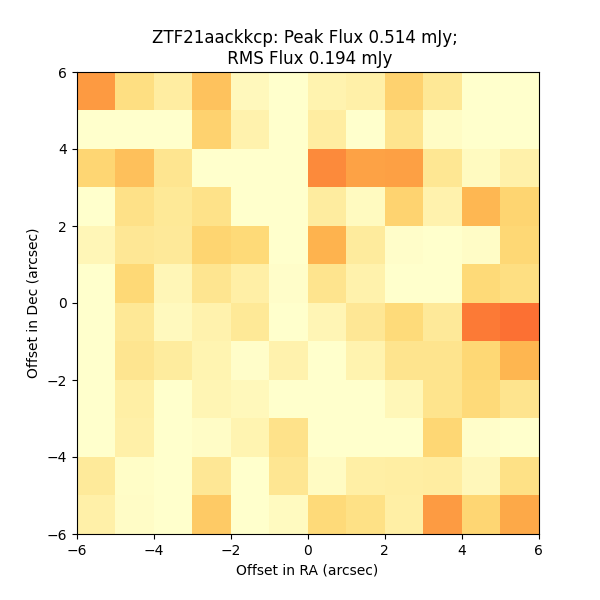 ZTF21aackkcp: Peak Flux 0.514 mJy;
RMS Flux 0.194 mJy
6
4
2
0
−2
−4
−6
Offset in Dec (arcsec)
−6 −4 −2 0 2 4 6
Offset in RA (arcsec)